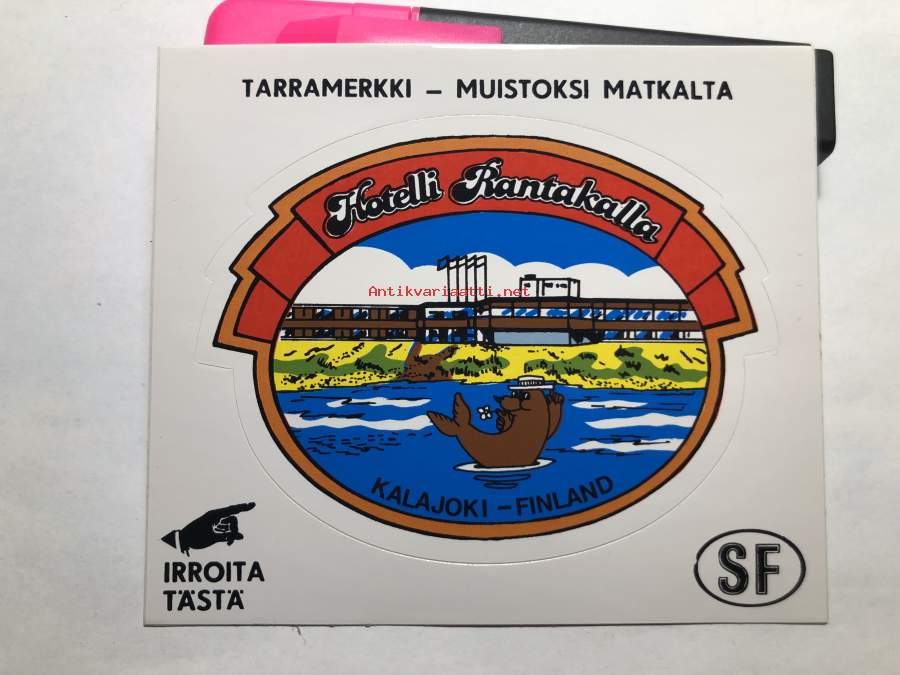 TARRAMERKKI – MUISTOKSI MATKALTA
Hotelli Rantakalla
Antikvariaatti.net
KALAJOKI – FINLAND
IRROITA
TÄSTÄ
SF